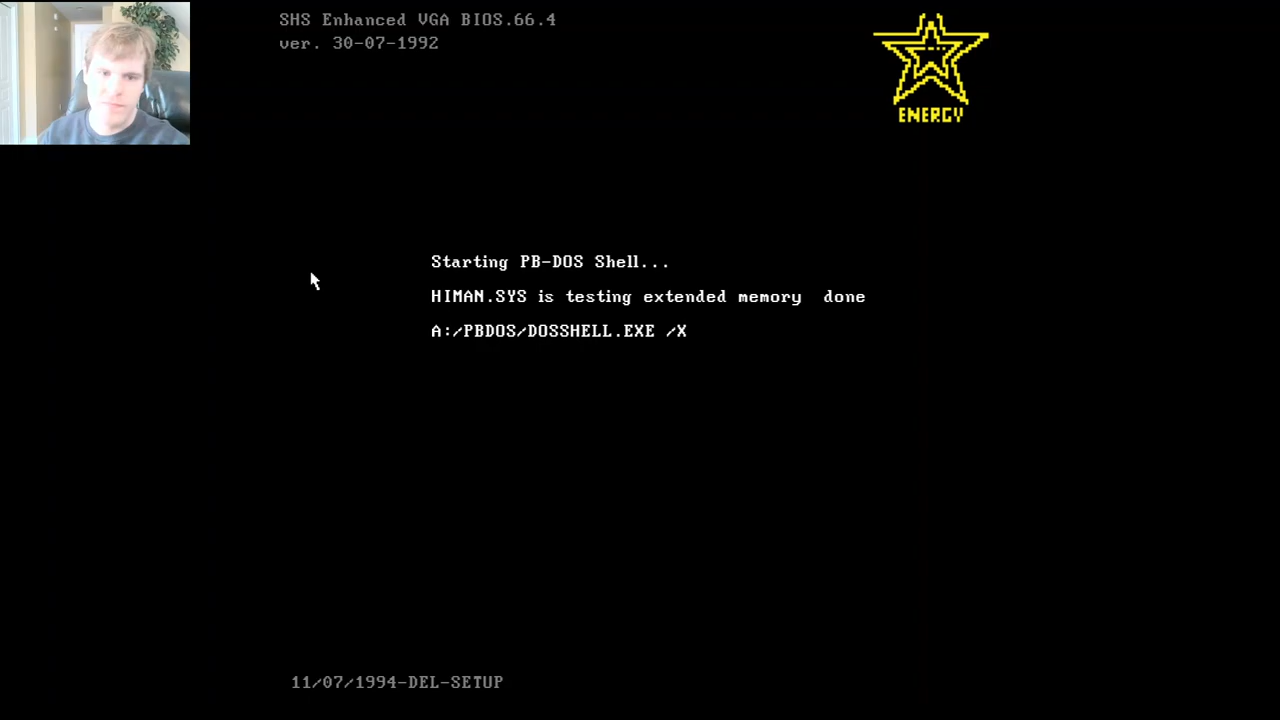 SHS Enhanced VGA BIOS.66.4
ver. 30-07-1992
ENERGY
Starting PB-DOS Shell...
HIMAN.SYS is testing extended memory  done
A:/PBDOS/DOSSHELL.EXE /X
11/07/1994-DEL-SETUP